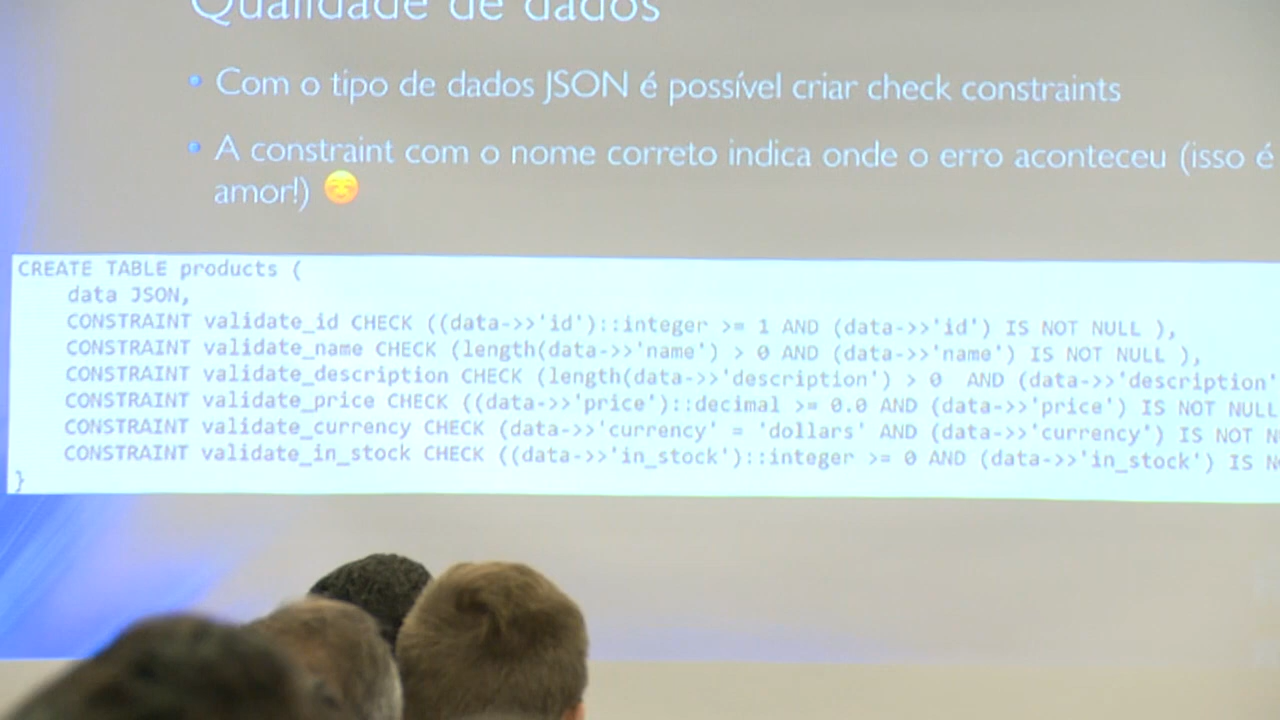 Qualidade de dados
• Com o tipo de dados JSON é possível criar check constraints
• A constraint com o nome correto indica onde o erro aconteceu (isso é
amor!) ☺️
CREATE TABLE products (
data JSON,
CONSTRAINT validate_id CHECK ((data->>'id')::integer >= 1 AND (data->>'id') IS NOT NULL ),
CONSTRAINT validate_name CHECK (length(data->>'name') > 0 AND (data->>'name') IS NOT NULL ),
CONSTRAINT validate_description CHECK (length(data->>'description') > 0 AND (data->>'description'
CONSTRAINT validate_price CHECK ((data->>'price')::decimal >= 0.0 AND (data->>'price') IS NOT NULL
CONSTRAINT validate_currency CHECK (data->>'currency' = 'dollars' AND (data->>'currency') IS NOT
CONSTRAINT validate_in_stock CHECK ((data->>'in_stock')::integer >= 0 AND (data->>'in_stock') IS
}